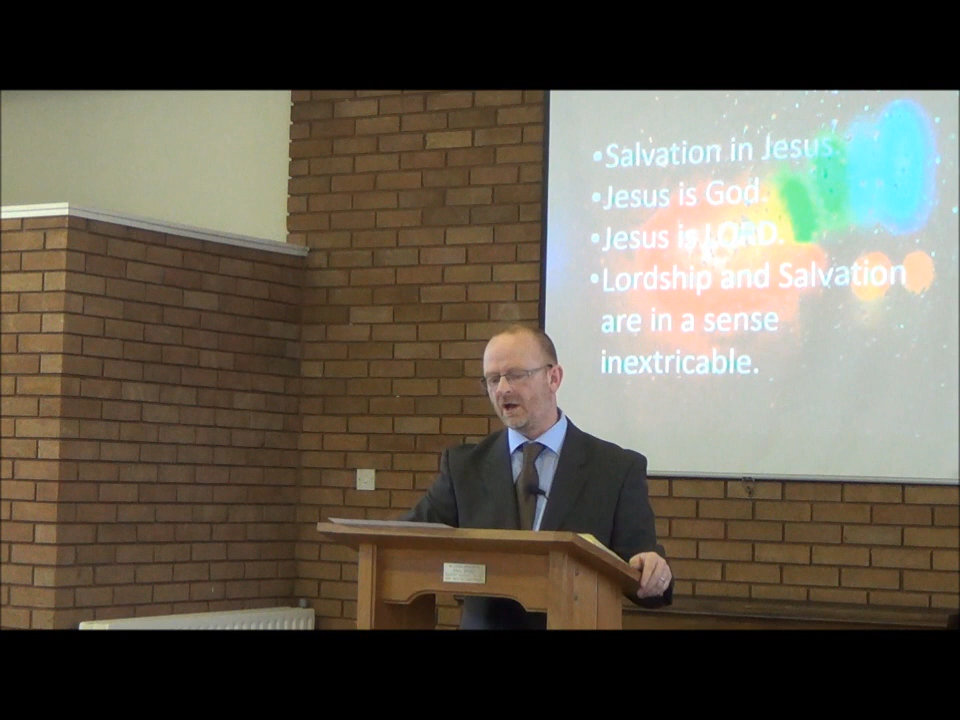 •Salvation in Jesus.
•Jesus is God.
•Jesus is LORD.
•Lordship and Salvation
are in a sense
inextricable.